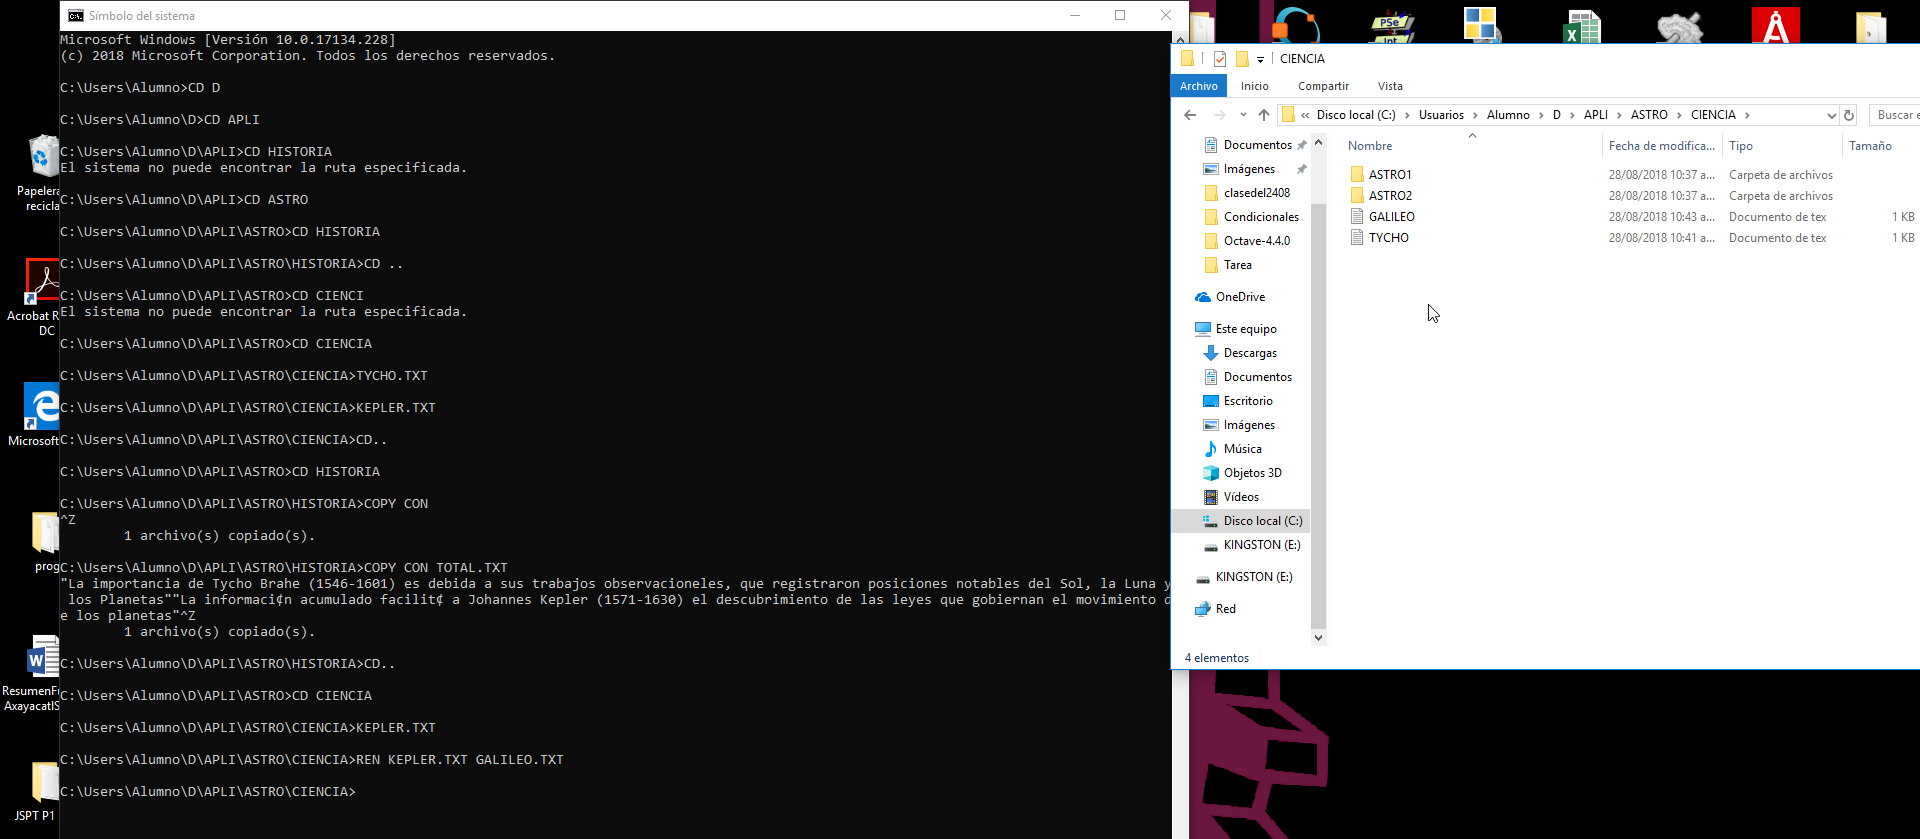 Símbolo del sistema
Microsoft Windows [Versión 10.0.17134.228]
(c) 2018 Microsoft Corporation. Todos los derechos reservados.
C:\Users\Alumno>CD D
C:\Users\Alumno\D>CD APLI
C:\Users\Alumno\D\APLI>CD HISTORIA
El sistema no puede encontrar la ruta especificada.
C:\Users\Alumno\D\APLI>CD ASTRO
C:\Users\Alumno\D\APLI\ASTRO>CD HISTORIA
C:\Users\Alumno\D\APLI\ASTRO\HISTORIA>CD ..
C:\Users\Alumno\D\APLI\ASTRO>CD CIENCI
El sistema no puede encontrar la ruta especificada.
C:\Users\Alumno\D\APLI\ASTRO>CD CIENCIA
C:\Users\Alumno\D\APLI\ASTRO\CIENCIA>TYCHO.TXT
C:\Users\Alumno\D\APLI\ASTRO\CIENCIA>KEPLER.TXT
C:\Users\Alumno\D\APLI\ASTRO\CIENCIA>CD..
C:\Users\Alumno\D\APLI\ASTRO>CD HISTORIA
C:\Users\Alumno\D\APLI\ASTRO\HISTORIA>COPY CON
^Z
1 archivo(s) copiado(s).
C:\Users\Alumno\D\APLI\ASTRO\HISTORIA>COPY CON TOTAL.TXT
"La importancia de Tycho Brahe (1546-1601) es debida a sus trabajos observacioneles, que registraron posiciones notables del Sol, la Luna y
los Planetas""La informaci¢n acumulado facilit¢ a Johannes Kepler (1571-1630) el descubrimiento de las leyes que gobiernan el movimiento d
e los planetas"^Z
1 archivo(s) copiado(s).
C:\Users\Alumno\D\APLI\ASTRO\HISTORIA>CD..
C:\Users\Alumno\D\APLI\ASTRO>CD CIENCIA
C:\Users\Alumno\D\APLI\ASTRO\CIENCIA>KEPLER.TXT
C:\Users\Alumno\D\APLI\ASTRO\CIENCIA>REN KEPLER.TXT GALILEO.TXT
C:\Users\Alumno\D\APLI\ASTRO\CIENCIA>
Papelera
recicla
Acrobat R
DC
Microsoft
prog
W
ResumenF
AxayacatlS
JSPT P1
PSe
Int
CIENCIA
Archivo Inicio Compartir Vista
« Disco local (C:) > Usuarios > Alumno > D > APLI > ASTRO > CIENCIA >
Buscar e
Documentos
Imágenes
clasedel2408
Condicionales
Octave-4.4.0
Tarea
OneDrive
Este equipo
Descargas
Documentos
Escritorio
Imágenes
Música
Objetos 3D
Vídeos
Disco local (C:)
KINGSTON (E:)
KINGSTON (E:)
Red
Nombre Fecha de modifica... Tipo Tamaño
ASTRO1 28/08/2018 10:37 a... Carpeta de archivos
ASTRO2 28/08/2018 10:37 a... Carpeta de archivos
GALILEO 28/08/2018 10:43 a... Documento de tex 1 KB
TYCHO 28/08/2018 10:41 a... Documento de tex 1 KB
4 elementos